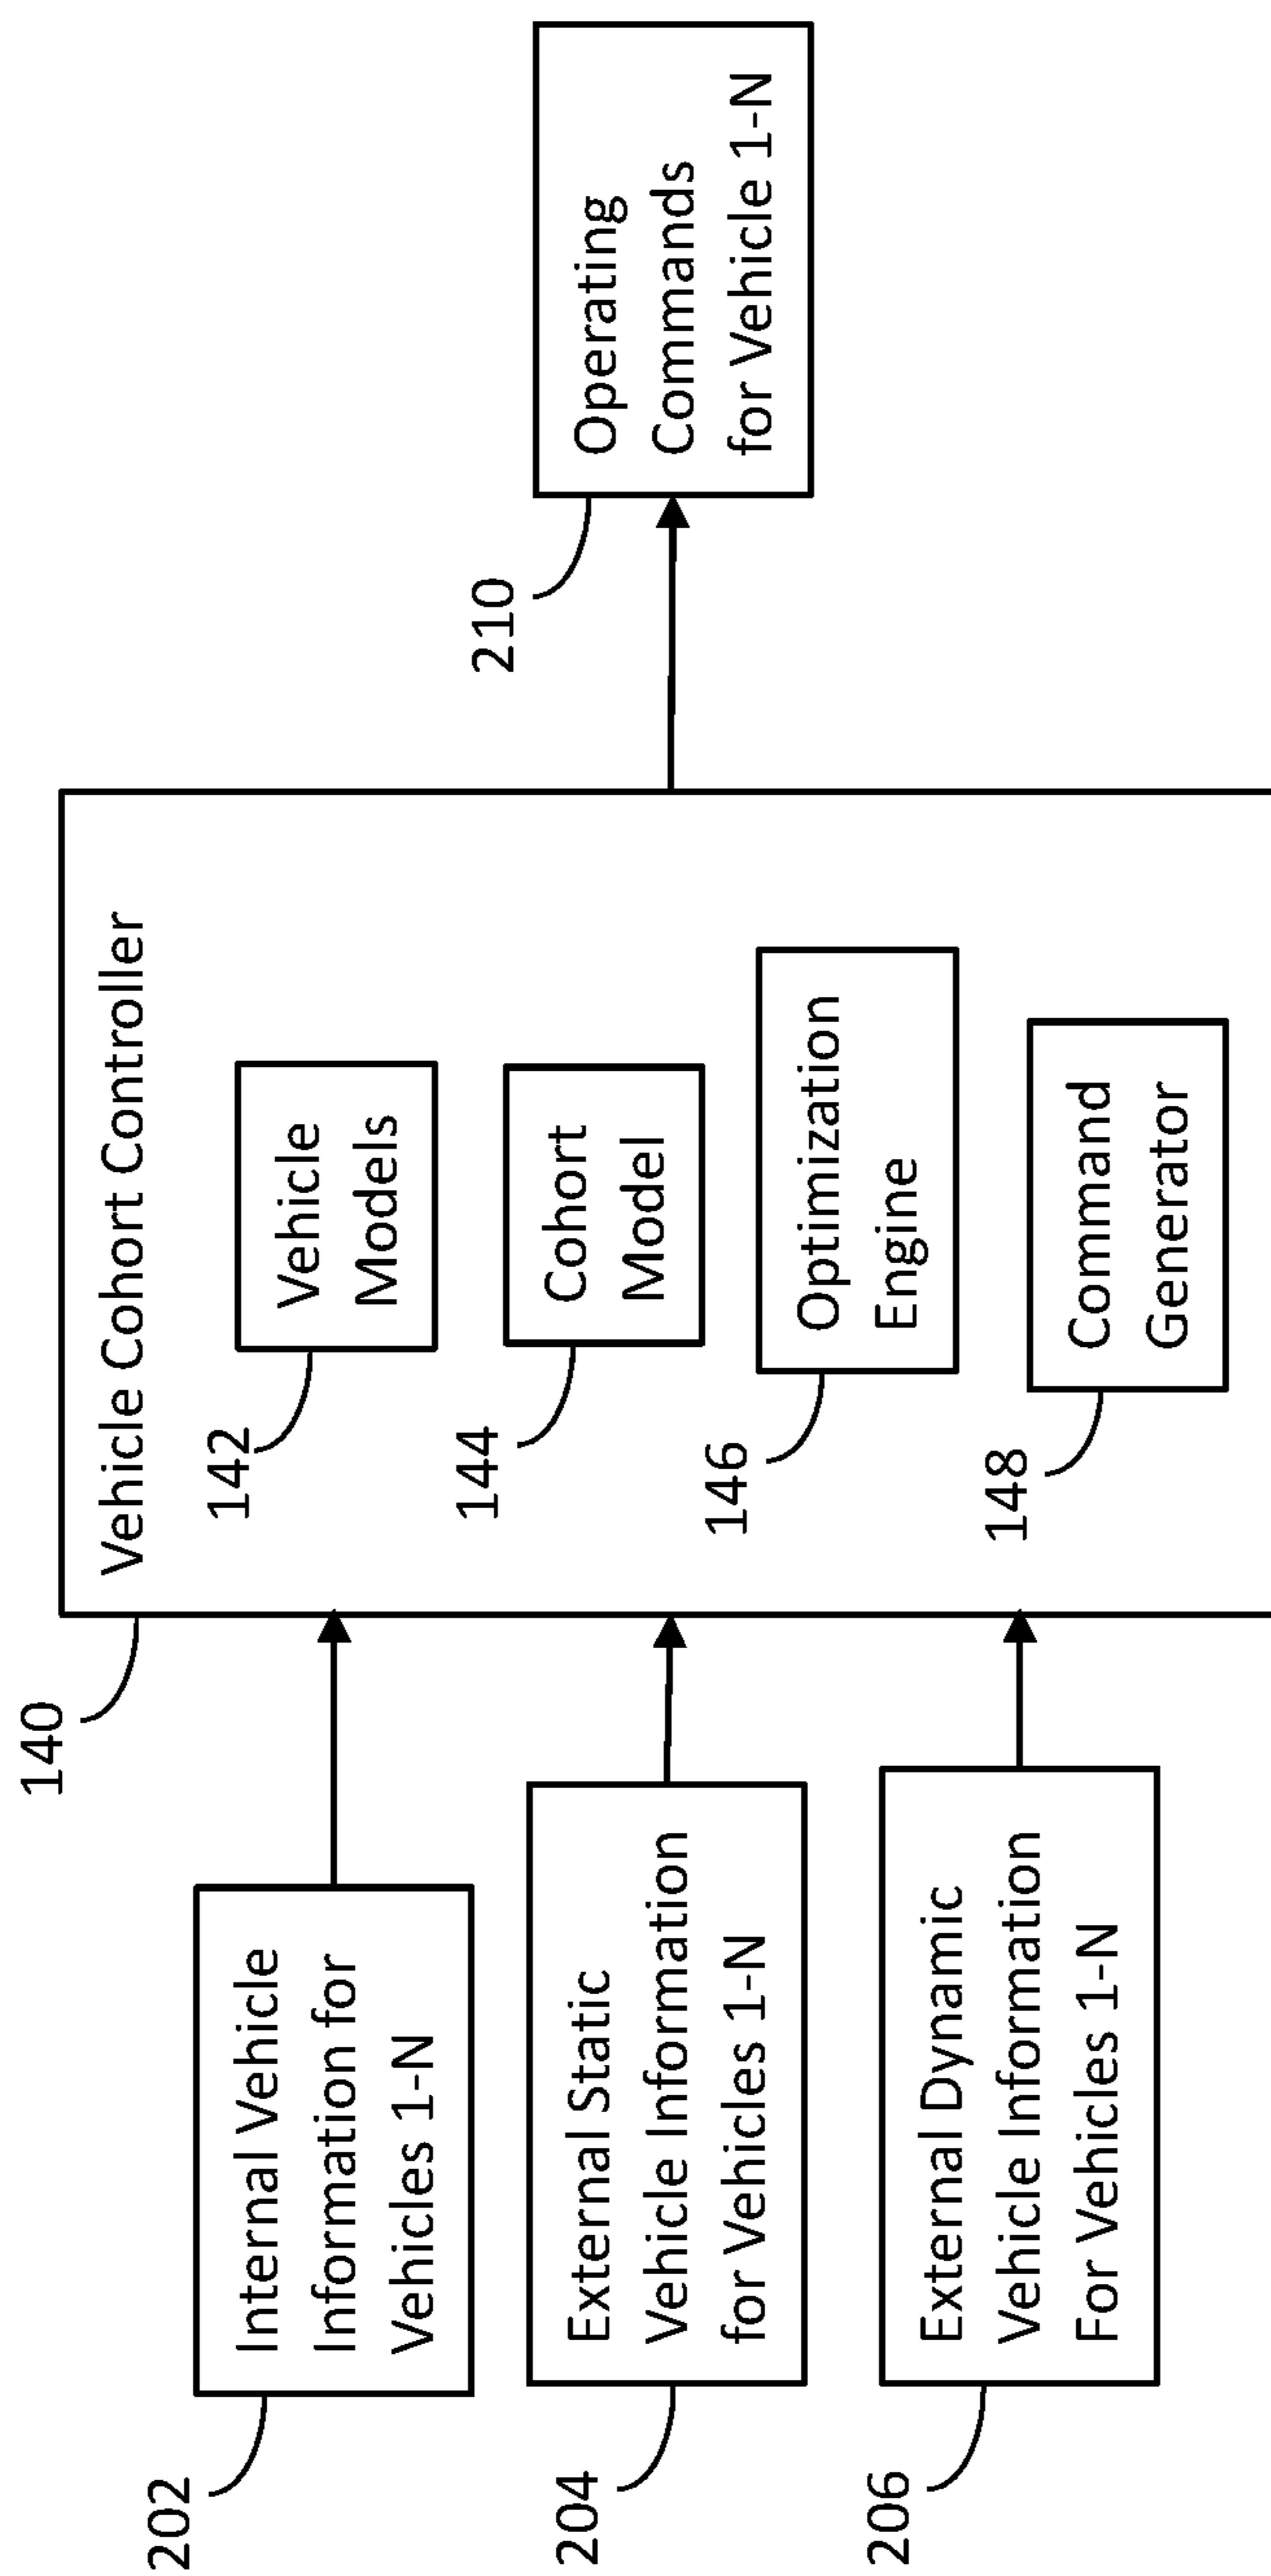 202
Internal Vehicle
Information for
Vehicles 1-N
204
External Static
Vehicle Information
for Vehicles 1-N
206
External Dynamic
Vehicle Information
For Vehicles 1-N
140
Vehicle Cohort Controller
142
Vehicle
Models
144
Cohort
Model
146
Optimization
Engine
148
Command
Generator
210
Operating
Commands
for Vehicle 1-N